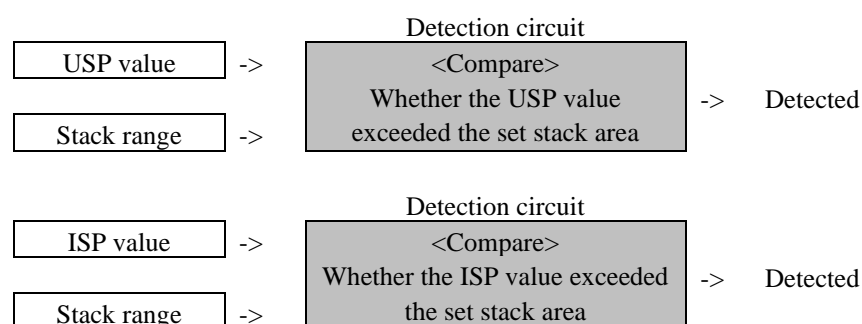 Detection circuit
USP value -> <Compare>
Whether the USP value -> Detected
Stack range -> exceeded the set stack area
Detection circuit
ISP value -> <Compare>
Whether the ISP value exceeded -> Detected
Stack range -> the set stack area